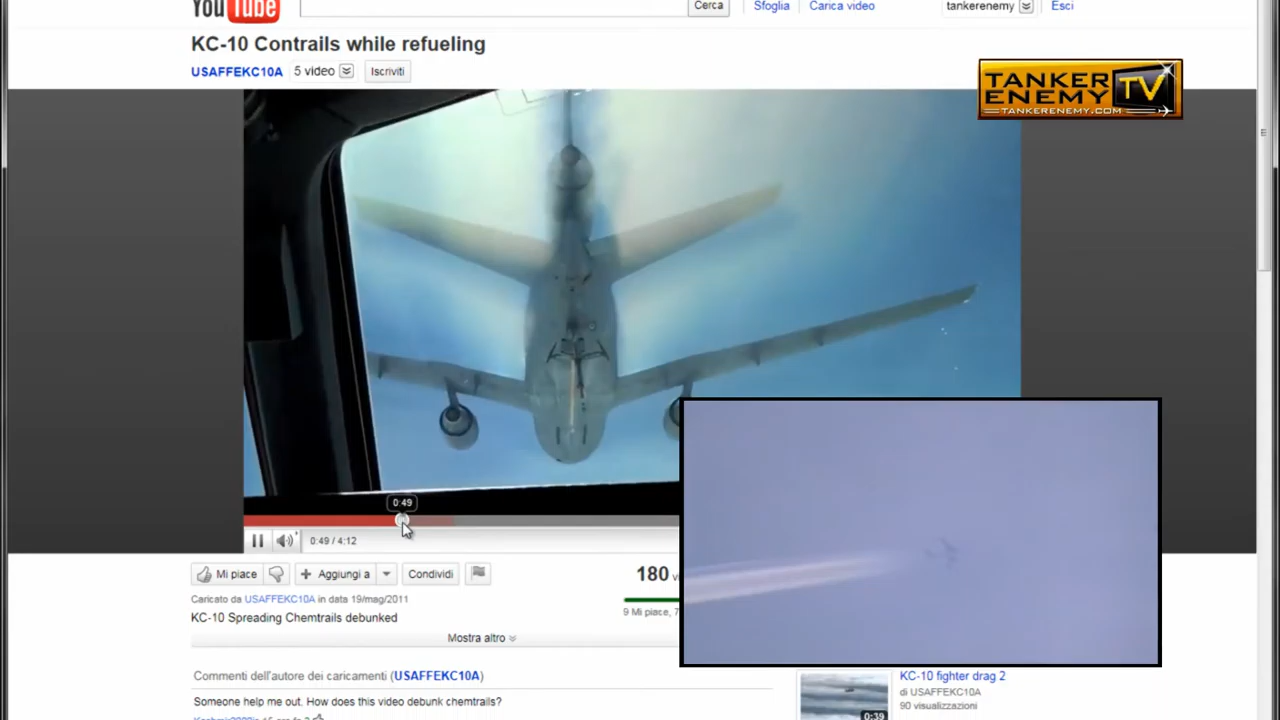 YouTube
Cerca
Sfoglia
Carica video
tankerenemy
Esci
KC-10 Contrails while refueling
USAFFEKC10A
5 video
Iscriviti
TANKER
ENEMY
TV
TANKERENEMY.COM
0:49
0:49 / 4:12
Mi piace
Aggiungi a
Condividi
180
Caricato da USAFFEKC10A in data 19/mag/2011
9 Mi piace, 7
KC-10 Spreading Chemtrails debunked
Mostra altro
Commenti dell'autore dei caricamenti (USAFFEKC10A)
Someone help me out. How does this video debunk chemtrails?
KC-10 fighter drag 2
di USAFFEKC10A
90 visualizzazioni
0:39